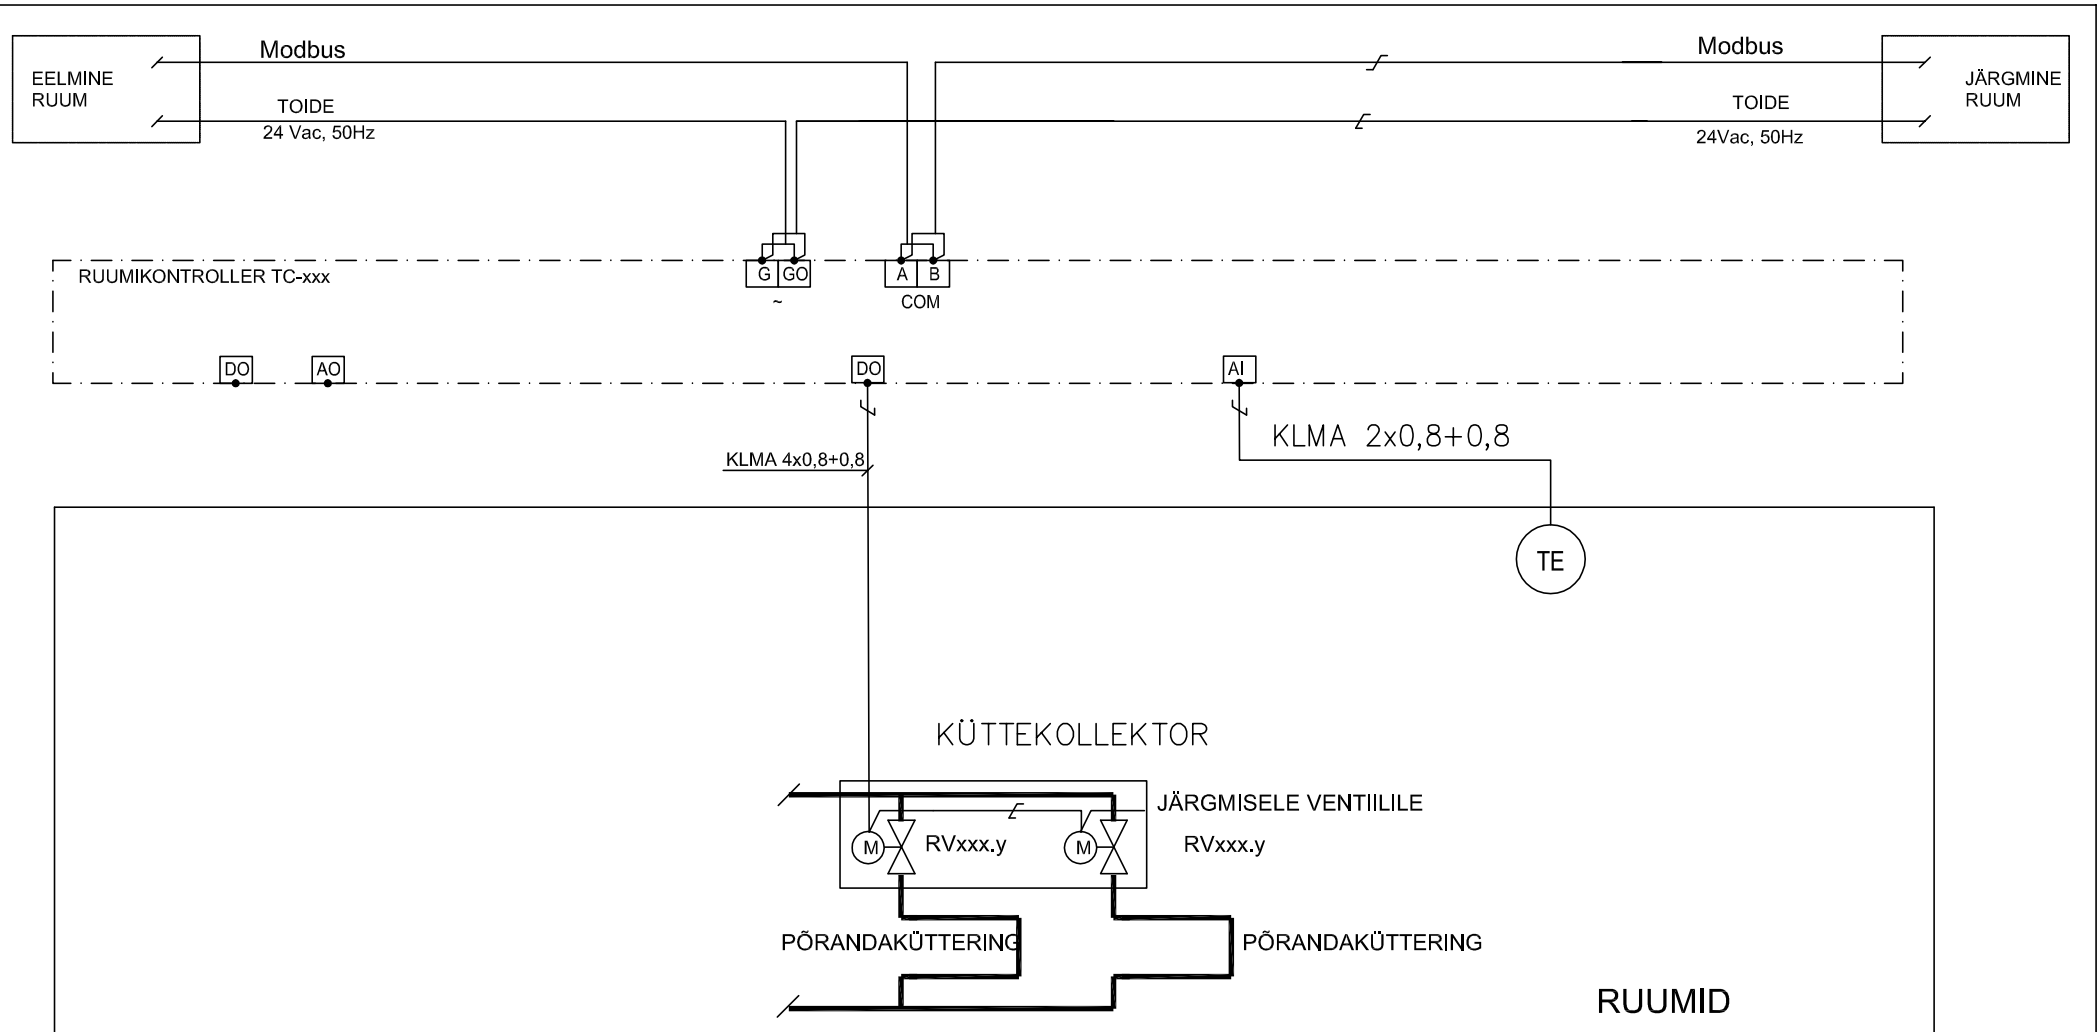 Modbus
Modbus
EELMINE
RUUM
JÄRGMINE
RUUM
TOIDE
24 Vac, 50Hz
TOIDE
24Vac, 50Hz
RUUMIKONTROLLER TC-xxx
G GO
~
A B
COM
DO
AO
DO
AI
KLMA 4x0,8+0,8
KLMA 2x0,8+0,8
TE
KÜTTEKOLLEKTOR
JÄRGMISELE VENTIILILE
M
RVxxx.y
M
RVxxx.y
PÕRANDAKÜTTERING
PÕRANDAKÜTTERING
RUUMID